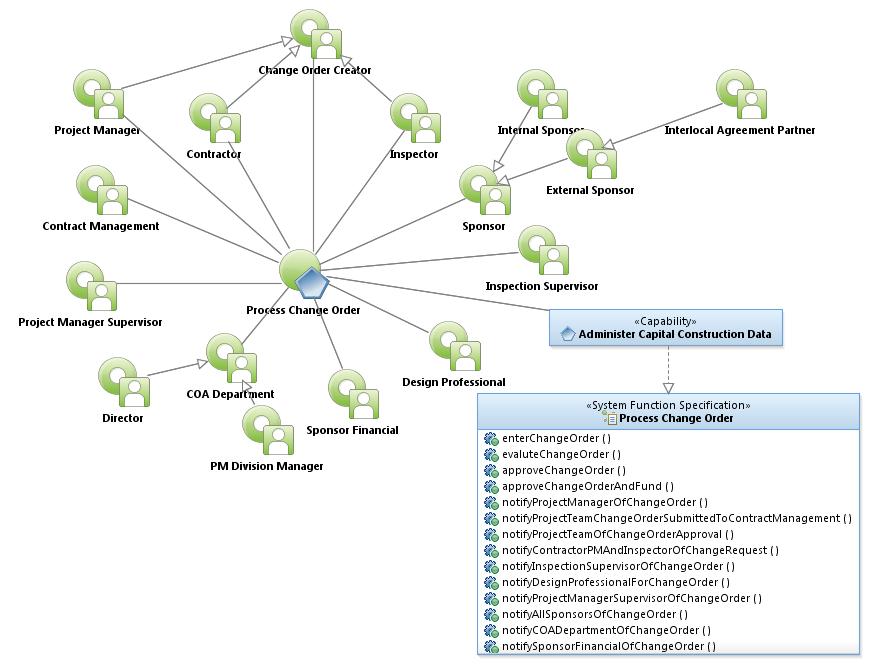 Change Order Creator
Project Manager
Contractor
Inspector
Internal Sponsor
Interlocal Agreement Partner
External Sponsor
Contract Management
Sponsor
Inspection Supervisor
Process Change Order
Project Manager Supervisor
«Capability»
Administer Capital Construction Data
Design Professional
COA Department
Director
Sponsor Financial
PM Division Manager
«System Function Specification»
Process Change Order
enterChangeOrder ( )
evaluteChangeOrder ( )
approveChangeOrder ( )
approveChangeOrderAndFund ( )
notifyProjectManagerOfChangeOrder ( )
notifyProjectTeamChangeOrderSubmittedToContractManagement ( )
notifyProjectTeamOfChangeOrderApproval ( )
notifyContractorPMAndInspectorOfChangeRequest ( )
notifyInspectionSupervisorOfChangeOrder ( )
notifyDesignProfessionalForChangeOrder ( )
notifyProjectManagerSupervisorOfChangeOrder ( )
notifyAllSponsorsOfChangeOrder ( )
notifyCOADepartmentOfChangeOrder ( )
notifySponsorFinancialOfChangeOrder ( )